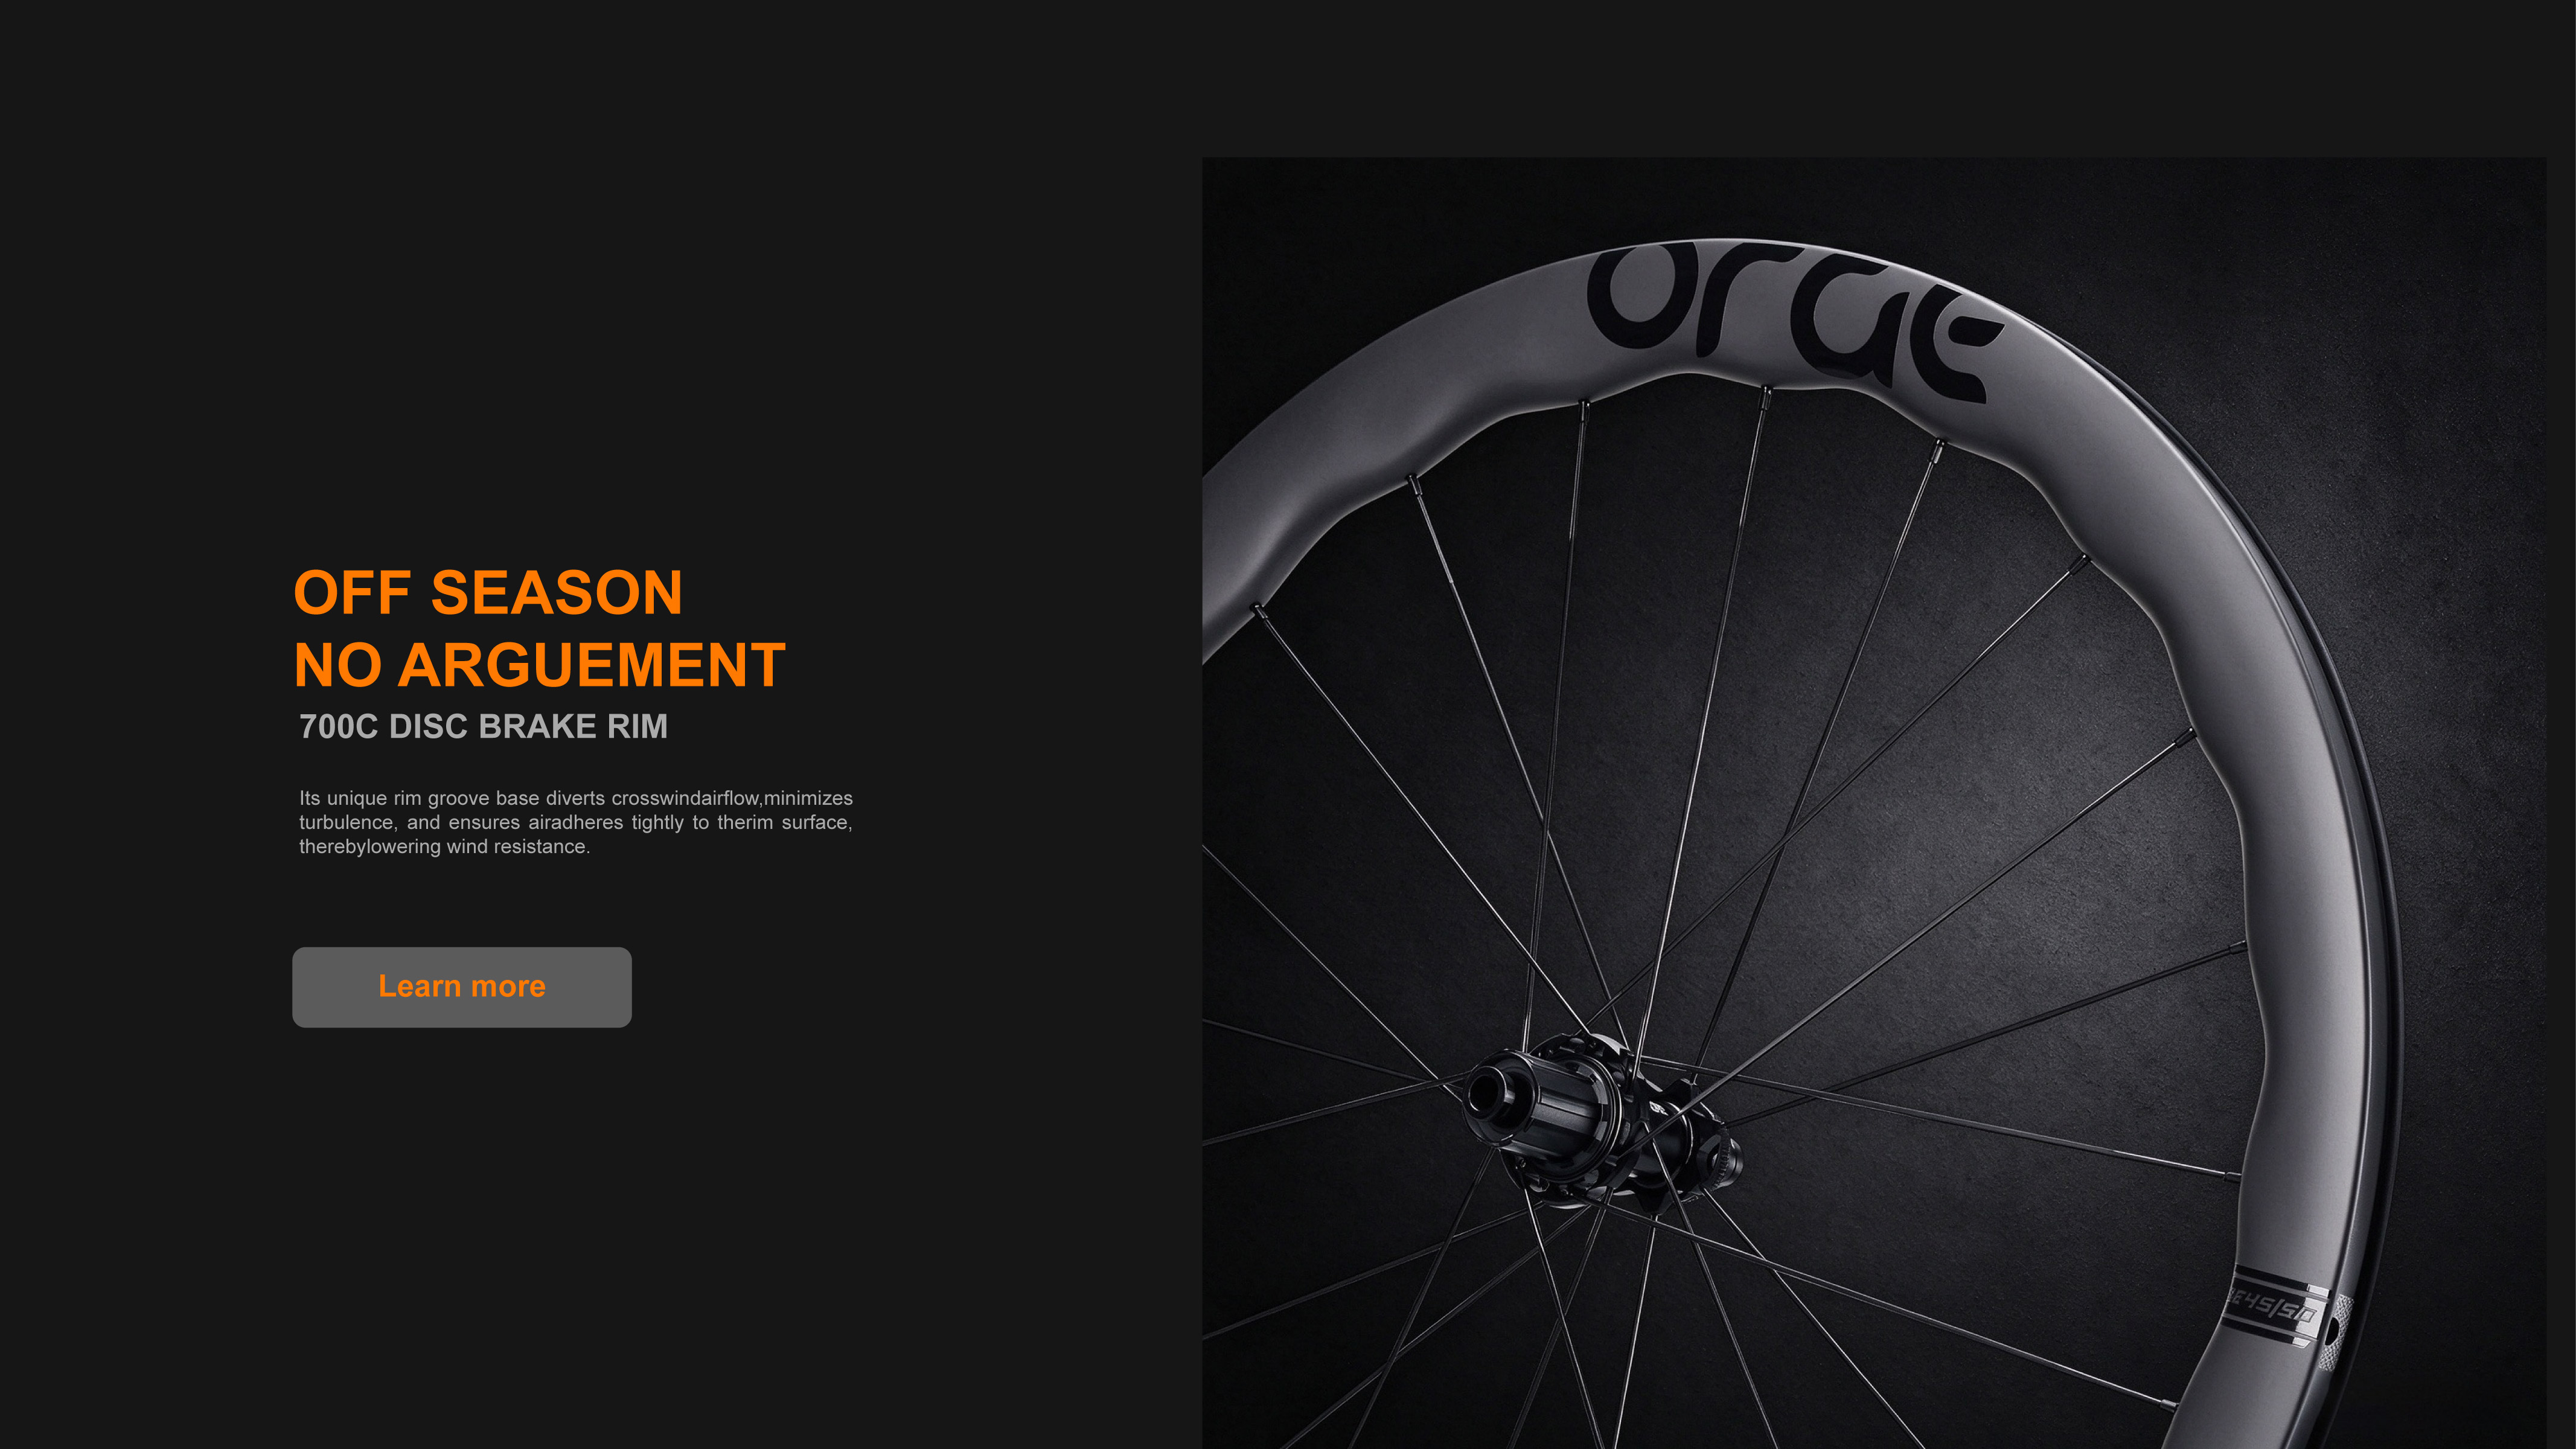 orae
OFF SEASON
NO ARGUEMENT
700C DISC BRAKE RIM
Its unique rim groove base diverts crosswindairflow,minimizes
turbulence, and ensures airadheres tightly to therim surface,
therebylowering wind resistance.
Learn more